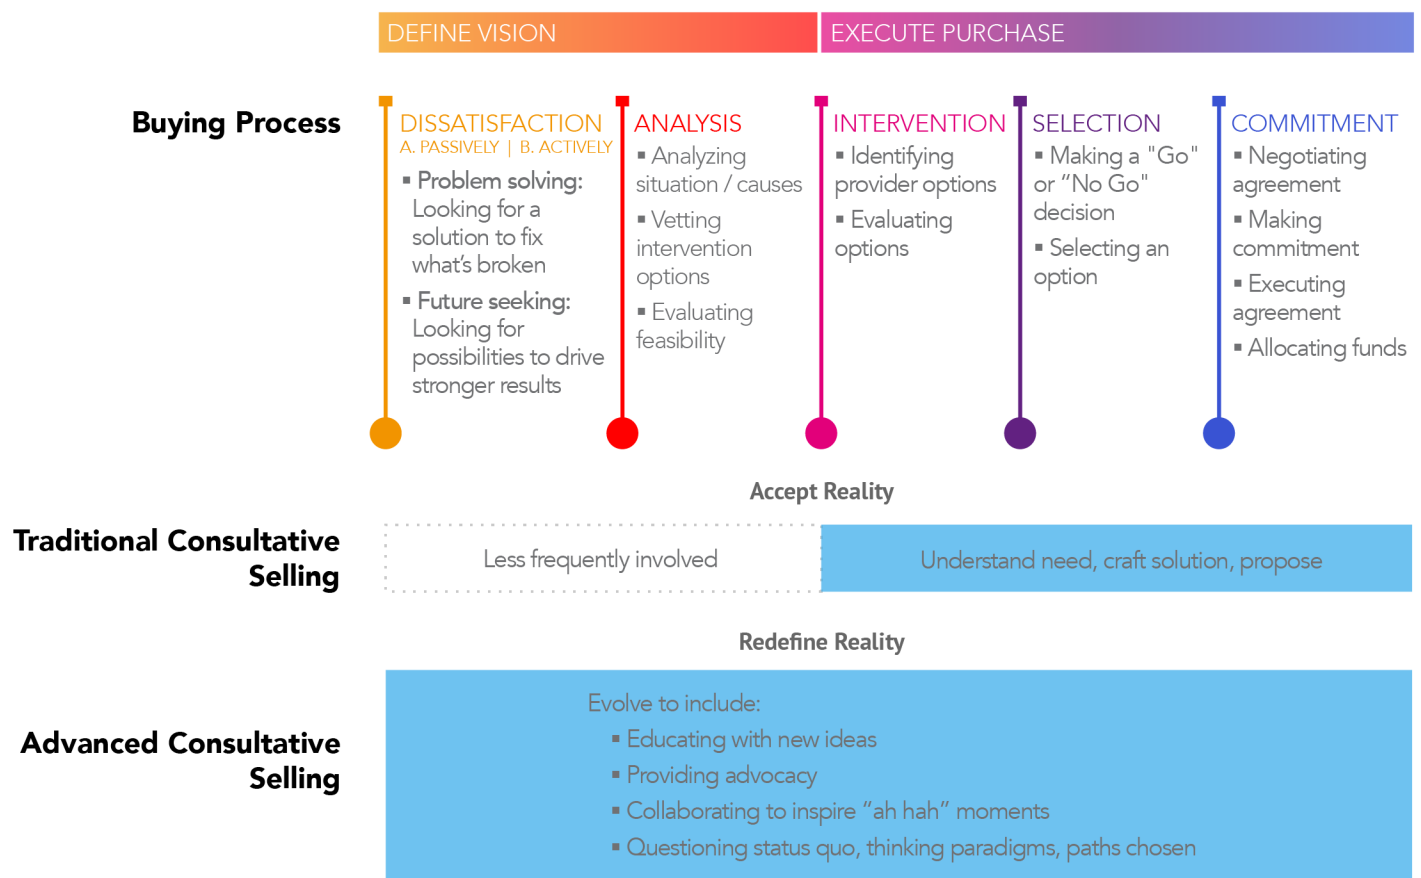 DEFINE VISION
EXECUTE PURCHASE
Buying Process
DISSATISFACTION
A. PASSIVELY | B. ACTIVELY
▪ Problem solving:
Looking for a
solution to fix
what’s broken
▪ Future seeking:
Looking for
possibilities to drive
stronger results
ANALYSIS
▪ Analyzing
situation / causes
▪ Vetting
intervention
options
▪ Evaluating
feasibility
INTERVENTION
▪ Identifying
provider options
▪ Evaluating
options
SELECTION
▪ Making a "Go"
or “No Go"
decision
▪ Selecting an
option
COMMITMENT
▪ Negotiating
agreement
▪ Making
commitment
▪ Executing
agreement
▪ Allocating funds
Accept Reality
Traditional Consultative
Selling
Less frequently involved
Understand need, craft solution, propose
Redefine Reality
Advanced Consultative
Selling
Evolve to include:
▪ Educating with new ideas
▪ Providing advocacy
▪ Collaborating to inspire “ah hah” moments
▪ Questioning status quo, thinking paradigms, paths chosen